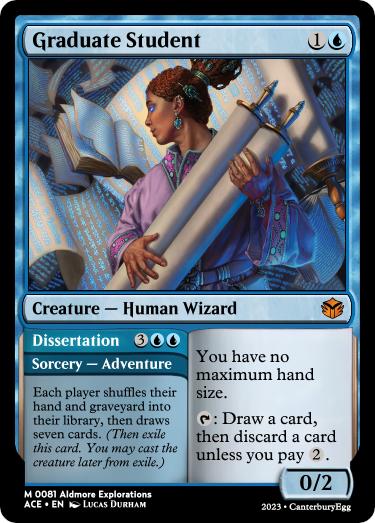 Graduate Student 1
Creature — Human Wizard
Dissertation 3
Sorcery — Adventure
Each player shuffles their
hand and graveyard into
their library, then draws
seven cards. (Then exile
this card. You may cast the
creature later from exile.)
You have no
maximum hand
size.
: Draw a card,
then discard a card
unless you pay 2 .
0/2
M 0081 Aldmore Explorations
ACE • EN Lucas Durham
2023 • CanterburyEgg